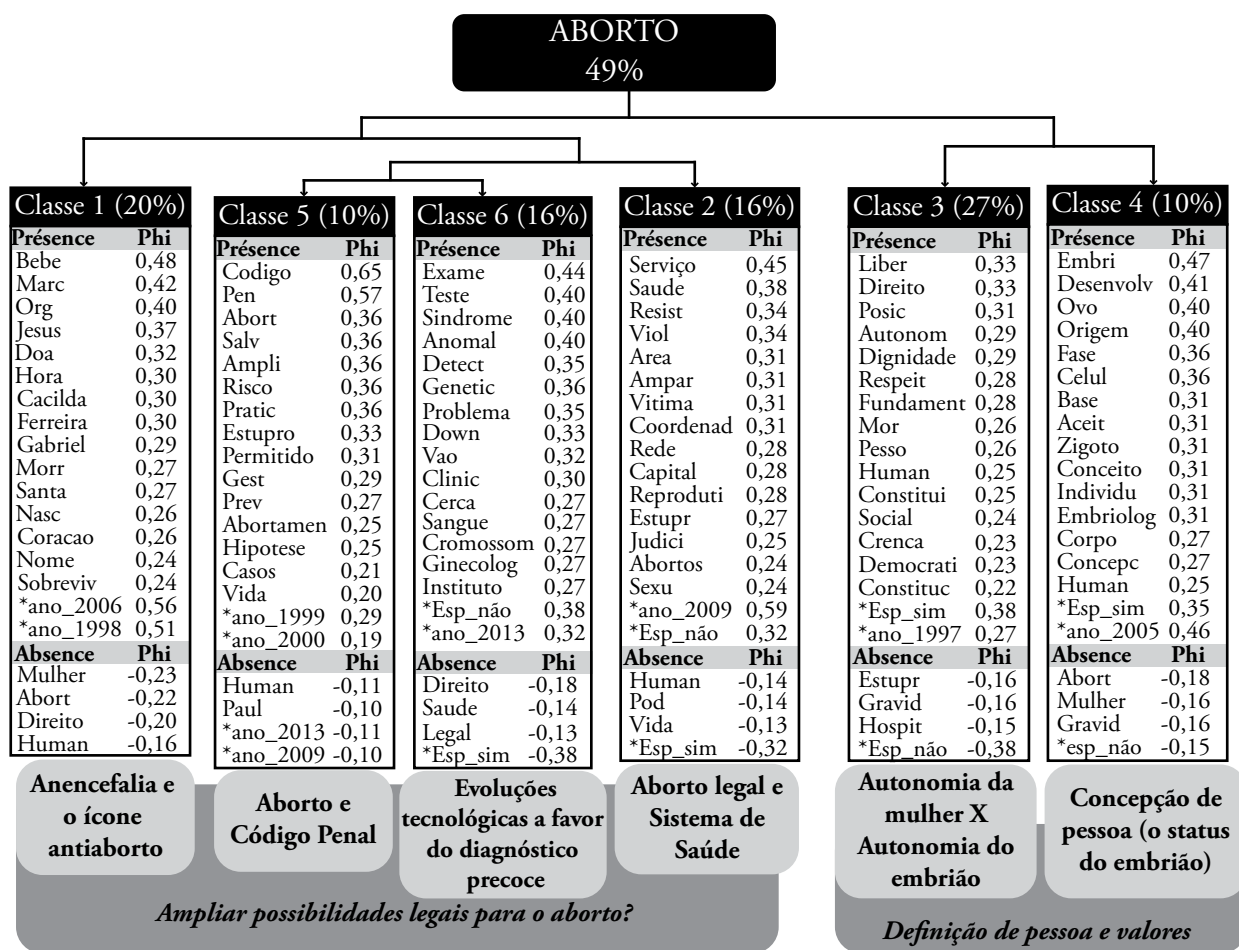 ABORTO
49%
Classe 1 (20%)
Présence Phi
Bebe 0,48
Marc 0,42
Org 0,40
Jesus 0,37
Doa 0,32
Hora 0,30
Cacilda 0,30
Ferreira 0,30
Gabriel 0,29
Morr 0,27
Santa 0,27
Nasc 0,26
Coracao 0,26
Nome 0,24
Sobreviv 0,24
*ano_2006 0,56
*ano_1998 0,51
Absence Phi
Mulher -0,23
Abort -0,22
Direito -0,20
Human -0,16
Anencefalia e
o ícone
antiaborto
Classe 5 (10%)
Présence Phi
Codigo 0,65
Pen 0,57
Abort 0,36
Salv 0,36
Ampli 0,36
Risco 0,36
Pratic 0,36
Estupro 0,33
Permitido 0,31
Gest 0,29
Prev 0,27
Abortamen 0,25
Hipotese 0,25
Casos 0,21
Vida 0,20
*ano_1999 0,29
*ano_2000 0,19
Absence Phi
Human -0,11
Paul -0,10
*ano_2013 -0,11
*ano_2009 -0,10
Aborto e
Código Penal
Classe 6 (16%)
Présence Phi
Exame 0,44
Teste 0,40
Sindrome 0,40
Anomal 0,40
Detect 0,35
Genetic 0,36
Problema 0,35
Down 0,33
Vao 0,32
Clinic 0,30
Cerca 0,27
Sangue 0,27
Cromossom 0,27
Ginecolog 0,27
Instituto 0,27
*Esp_não 0,38
*ano_2013 0,32
Absence Phi
Direito -0,18
Saude -0,14
Legal -0,13
*Esp_sim -0,38
Evoluções
tecnológicas a favor
do diagnóstico
precoce
Classe 2 (16%)
Présence Phi
Serviço 0,45
Saude 0,38
Resist 0,34
Viol 0,34
Area 0,31
Ampar 0,31
Vitima 0,31
Coordenad 0,31
Rede 0,28
Capital 0,28
Reproduti 0,28
Estupr 0,27
Judici 0,25
Abortos 0,24
Sexu 0,24
*ano_2009 0,59
*Esp_não 0,32
Absence Phi
Human -0,14
Pod -0,14
Vida -0,13
*Esp_sim -0,32
Aborto legal e
Sistema de
Saúde
Ampliar possibilidades legais para o aborto?
Classe 3 (27%)
Présence Phi
Liber 0,33
Direito 0,33
Posic 0,31
Autonom 0,29
Dignidade 0,29
Respeit 0,28
Fundament 0,28
Mor 0,26
Pesso 0,26
Human 0,25
Constitui 0,25
Social 0,24
Crenca 0,23
Democrati 0,23
Constituc 0,22
*Esp_sim 0,38
*ano_1997 0,27
Absence Phi
Estupr -0,16
Gravid -0,16
Hospit -0,15
*Esp_não -0,38
Autonomia da
mulher X
Autonomia do
embrião
Classe 4 (10%)
Présence Phi
Embri 0,47
Desenvolv 0,41
Ovo 0,40
Origem 0,40
Fase 0,36
Celul 0,36
Base 0,31
Aceit 0,31
Zigoto 0,31
Conceito 0,31
Individu 0,31
Embriolog 0,31
Corpo 0,27
Concepc 0,27
Human 0,25
*Esp_sim 0,35
*ano_2005 0,46
Absence Phi
Abort -0,18
Mulher -0,16
Gravid -0,16
*esp_não -0,15
Concepção de
pessoa (o status
do embrião)
Definição de pessoa e valores